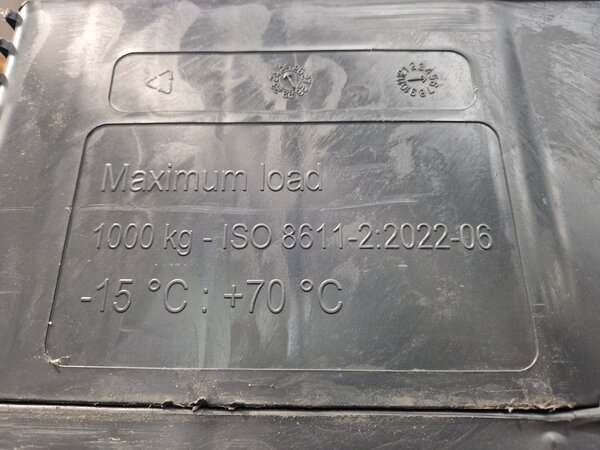 Maximum load
1000 kg - ISO 8611-2:2022-06
-15 °C : +70 °C